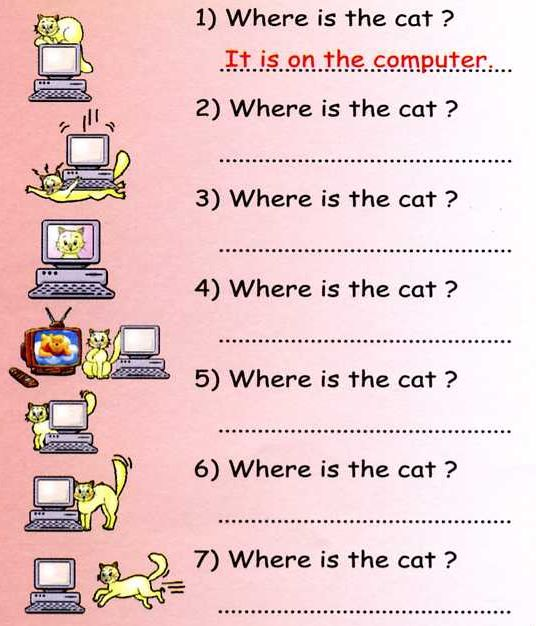 1) Where is the cat ?
It is on the computer.
2) Where is the cat ?
3) Where is the cat ?
4) Where is the cat ?
5) Where is the cat ?
6) Where is the cat ?
7) Where is the cat ?